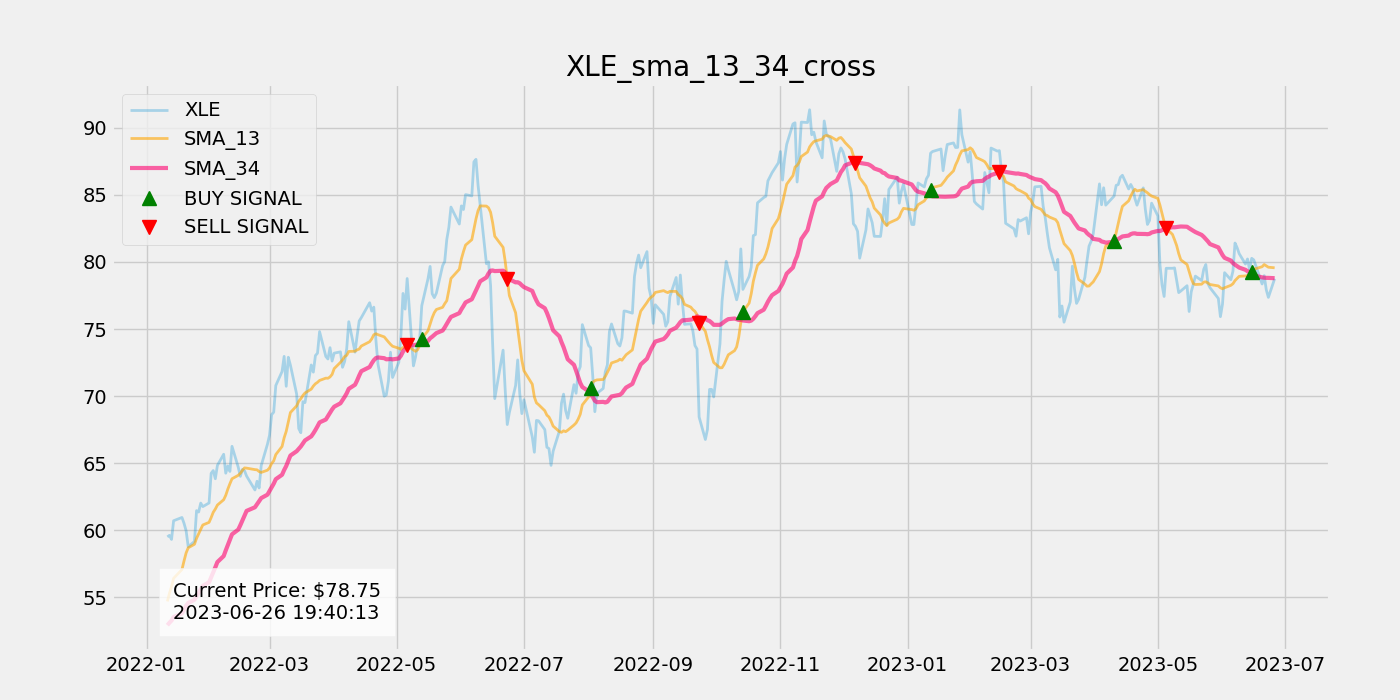 XLE_sma_13_34_cross
XLE
SMA_13
SMA_34
BUY SIGNAL
SELL SIGNAL
90
85
80
75
70
65
60
55
Current Price: $78.75
2023-06-26 19:40:13
2022-01 2022-03 2022-05 2022-07 2022-09 2022-11 2023-01 2023-03 2023-05 2023-07